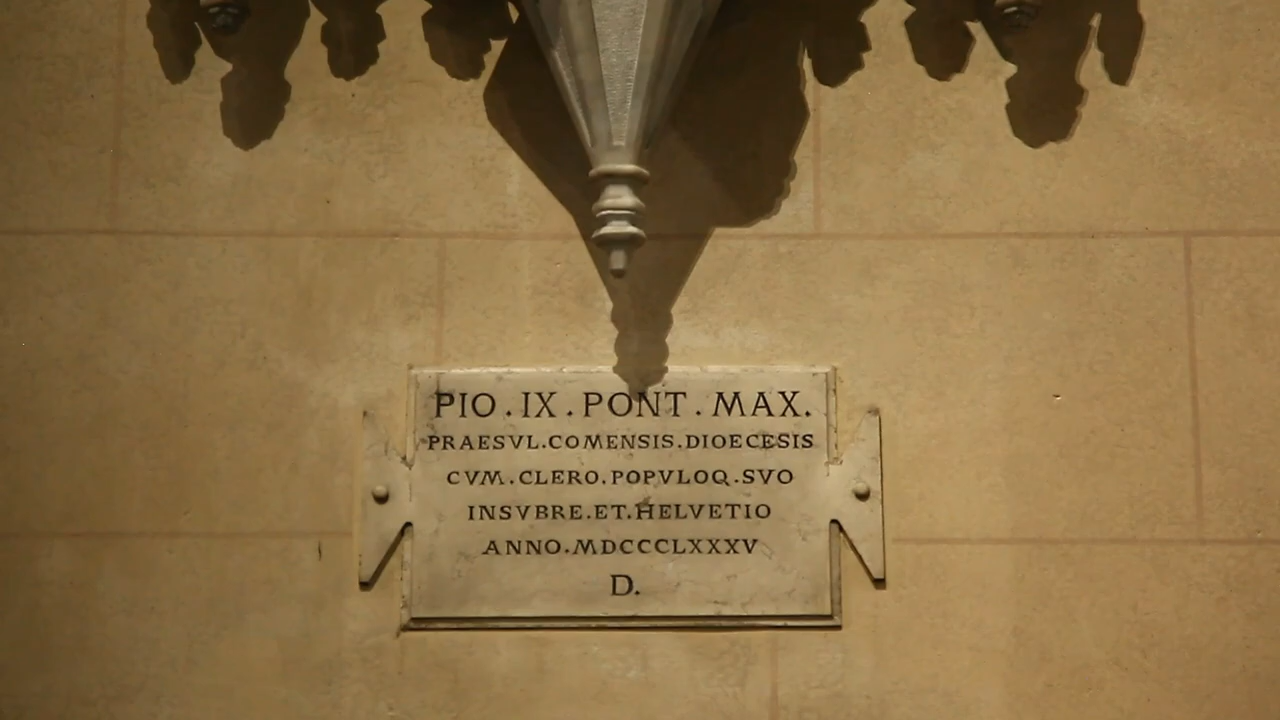 PIO . IX . PONT . MAX.
PRAESVL.COMENSIS.DIOECESIS
CVM.CLERO.POPVLOQ.SVO
INSVBRE.ET.HELVETIO
ANNO.MDCCCLXXXV
D.